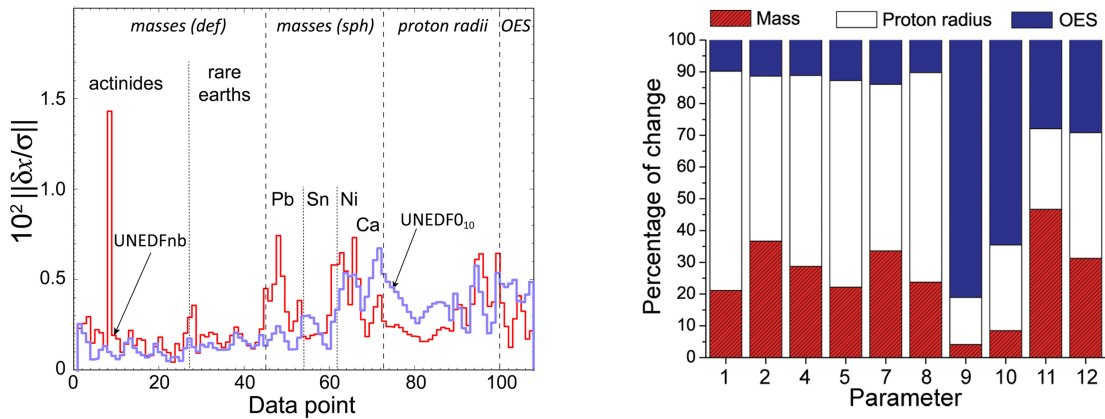 masses (def) masses (sph) proton radii OES
actinides
rare
earths
Pb Sn Ni
Ca
UNEDFnb
UNEDF0₁₀
10² ||δx/σ||
1.5
1.0
0.5
0
0 20 40 60 80 100
Data point
Mass Proton radius OES
Percentage of change
100
90
80
70
60
50
40
30
20
10
0
1 2 4 5 7 8 9 10 11 12
Parameter